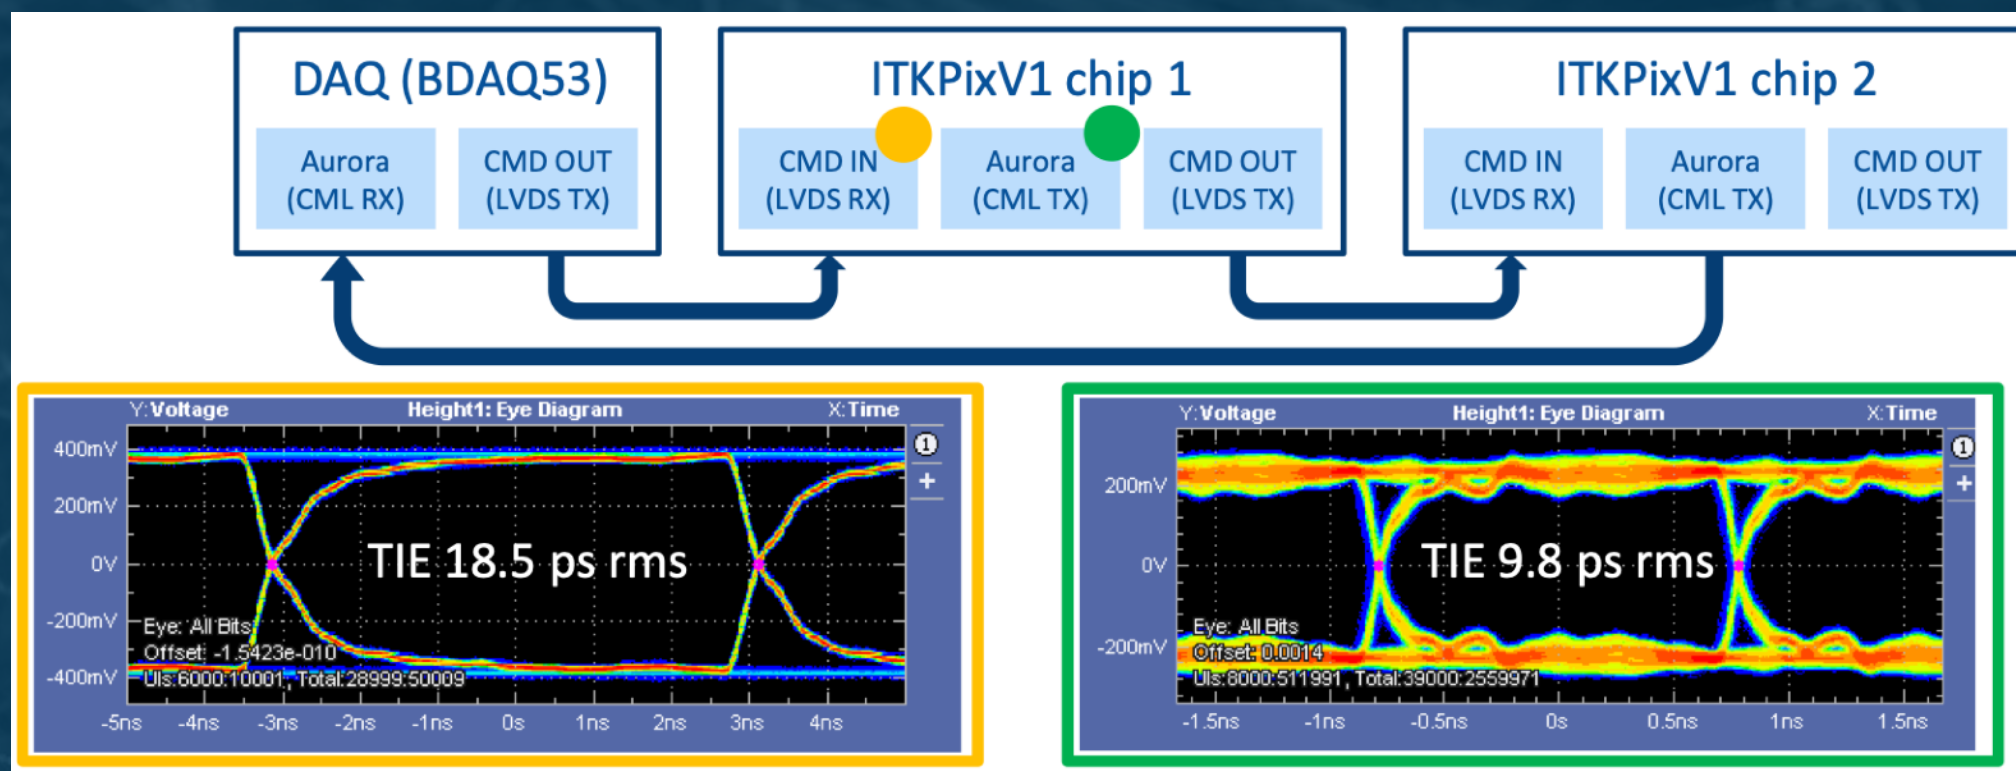 DAQ (BDAQ53)
Aurora
(CML RX)
CMD OUT
(LVDS TX)
ITKPixV1 chip 1
CMD IN
(LVDS RX)
Aurora
(CML TX)
CMD OUT
(LVDS TX)
ITKPixV1 chip 2
CMD IN
(LVDS RX)
Aurora
(CML TX)
CMD OUT
(LVDS TX)
Y:Voltage Height1: Eye Diagram X:Time
400mV
200mV
0V
-200mV
-400mV
1
+
TIE 18.5 ps rms
Eye: All Bits
Offset: -1.5423e-010
UIs:6000:10001, Total:28999:50009
-5ns -4ns -3ns -2ns -1ns 0s 1ns 2ns 3ns 4ns
Y:Voltage Height1: Eye Diagram X:Time
200mV
0V
-200mV
1
+
TIE 9.8 ps rms
Eye: All Bits
Offset: 0.0014
UIs:8000:511991, Total:39000:2559971
-1.5ns -1ns -0.5ns 0s 0.5ns 1ns 1.5ns